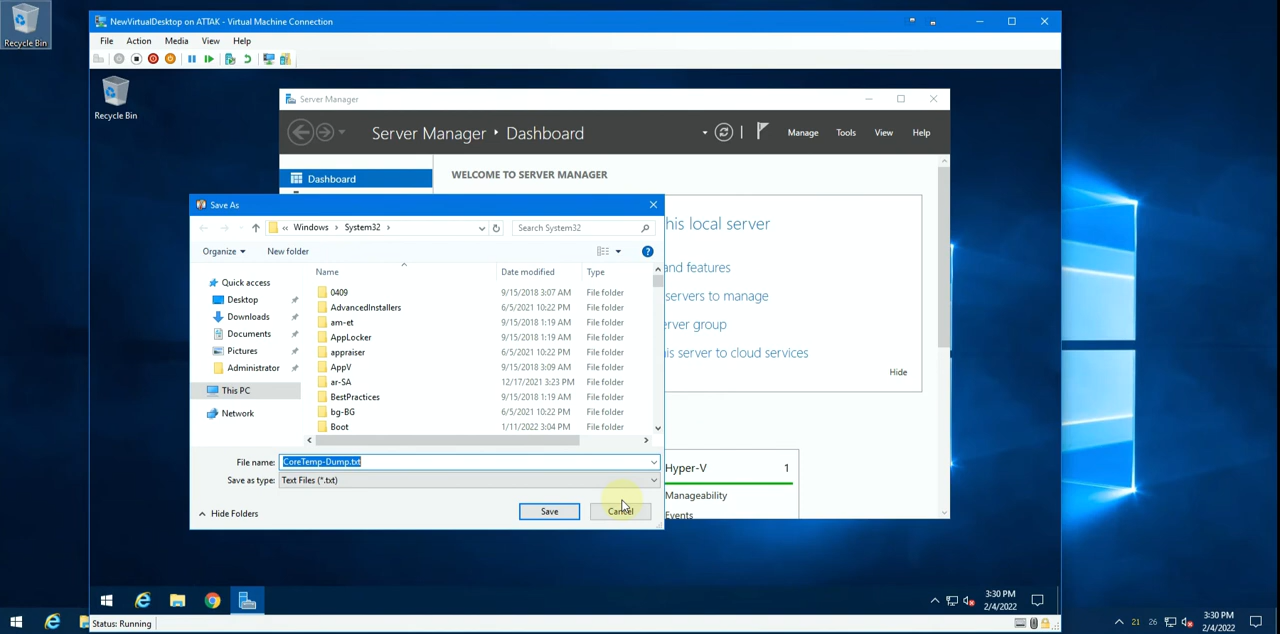 Recycle Bin
NewVirtualDesktop on ATTAK - Virtual Machine Connection
File Action Media View Help
Recycle Bin
Server Manager
Server Manager ‣ Dashboard
Manage Tools View Help
Dashboard
WELCOME TO SERVER MANAGER
Save As
« Windows › System32 ›
Search System32
his local server
Organize New folder
and features
Name Date modified Type
Quick access
Desktop
Downloads
Documents
Pictures
Administrator
This PC
Network
0409 9/15/2018 3:07 AM File folder
AdvancedInstallers 6/5/2021 10:22 PM File folder
am-et 9/15/2018 1:19 AM File folder
AppLocker 9/15/2018 1:19 AM File folder
appraiser 6/5/2021 10:22 PM File folder
AppV 9/15/2018 3:09 AM File folder
ar-SA 12/17/2021 3:23 PM File folder
BestPractices 9/15/2018 1:19 AM File folder
bg-BG 6/5/2021 10:22 PM File folder
Boot 1/11/2022 3:04 PM File folder
servers to manage
erver group
is server to cloud services
Hide
File name: CoreTemp-Dump.txt
Save as type: Text Files (*.txt)
Hide Folders
Save Cancel
Hyper-V 1
Manageability
Events
3:30 PM
2/4/2022
Status: Running
21 26
3:30 PM
2/4/2022